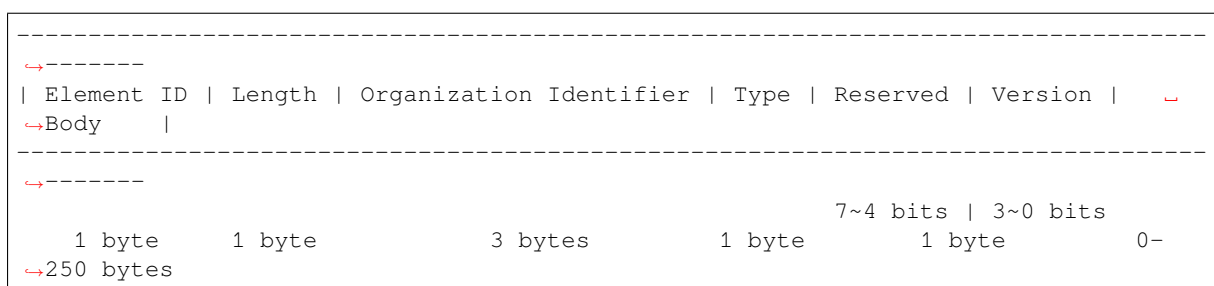 -----------------------------------------------------------------------------------
↪-------
| Element ID | Length | Organization Identifier | Type | Reserved | Version |   ␣
↪Body    |
-----------------------------------------------------------------------------------
↪-------
                                                         7~4 bits | 3~0 bits
    1 byte     1 byte            3 bytes         1 byte        1 byte           0-
↪250 bytes